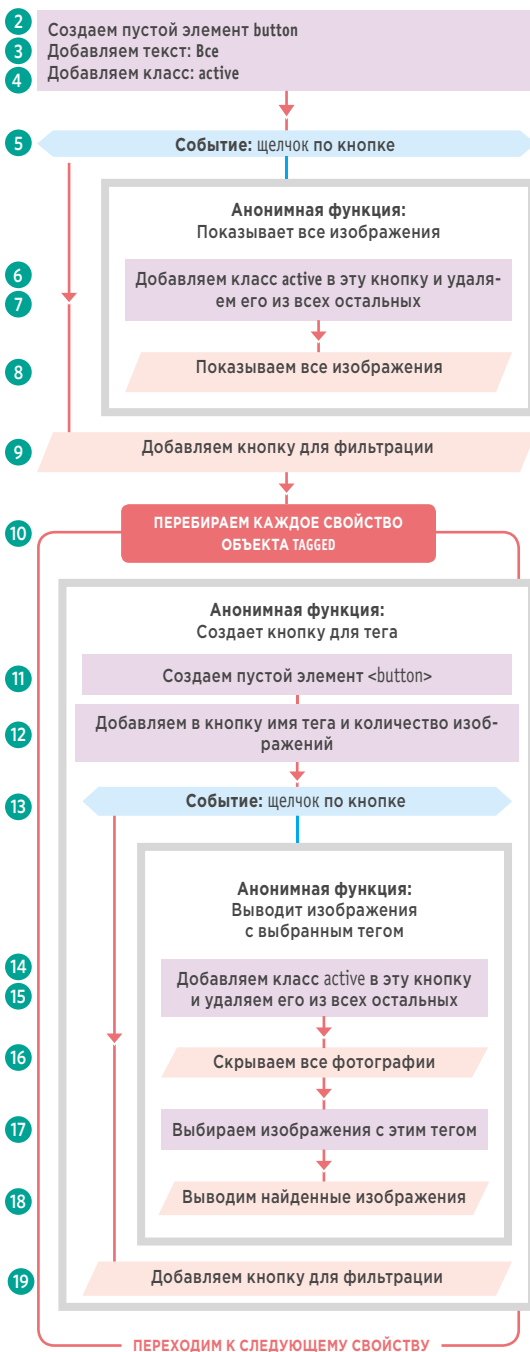 2
Создаем пустой элемент button
3
Добавляем текст: Все
4
Добавляем класс: active
5
Событие: щелчок по кнопке
Анонимная функция:
Показывает все изображения
6
Добавляем класс active в эту кнопку и удаля-
7
ем его из всех остальных
8
Показываем все изображения
9
Добавляем кнопку для фильтрации
10
ПЕРЕБИРАЕМ КАЖДОЕ СВОЙСТВО
ОБЪЕКТА TAGGED
Анонимная функция:
Создает кнопку для тега
11
Создаем пустой элемент <button>
12
Добавляем в кнопку имя тега и количество изоб-
ражений
13
Событие: щелчок по кнопке
Анонимная функция:
Выводит изображения
с выбранным тегом
14
Добавляем класс active в эту кнопку
15
и удаляем его из всех остальных
16
Скрываем все фотографии
17
Выбираем изображения с этим тегом
18
Выводим найденные изображения
19
Добавляем кнопку для фильтрации
ПЕРЕХОДИМ К СЛЕДУЮЩЕМУ СВОЙСТВУ